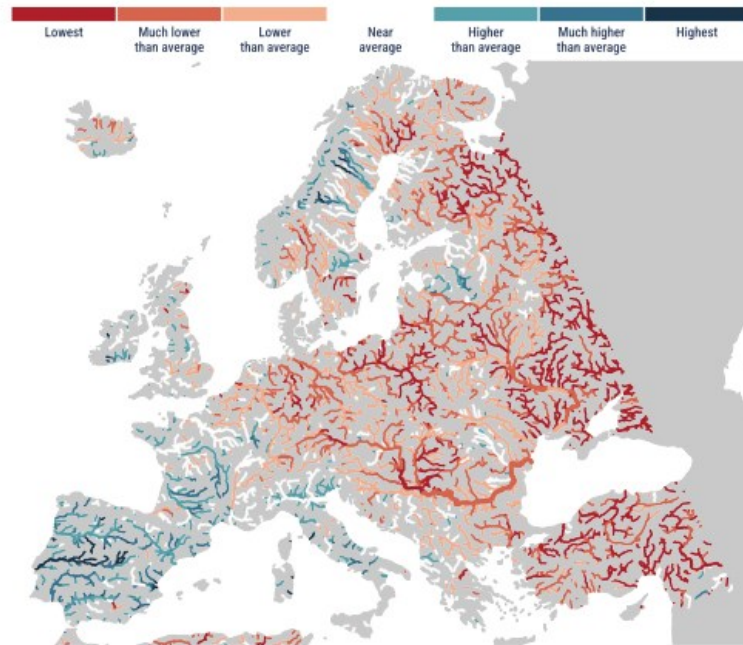 Lowest
Much lower
than average
Lower
than average
Near
average
Higher
than average
Much higher
than average
Highest